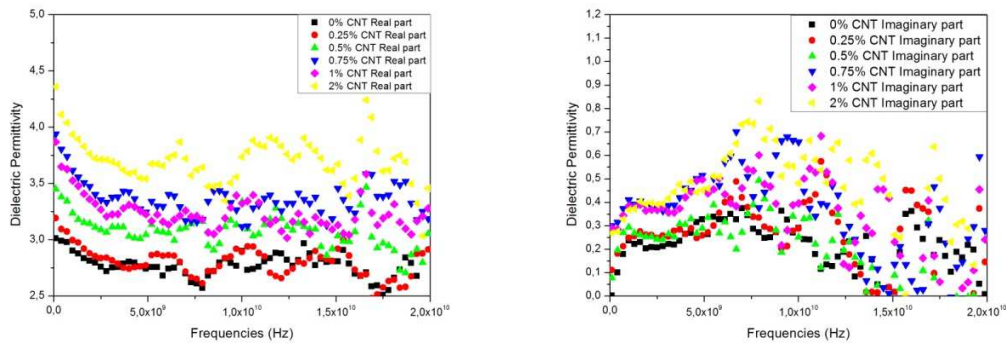 5,0
4,5
4,0
3,5
3,0
2,5
Dielectric Permittivity
0% CNT Real part
0.25% CNT Real part
0.5% CNT Real part
0.75% CNT Real part
1% CNT Real part
2% CNT Real part
0,0
5,0x10⁹
1,0x10¹⁰
1,5x10¹⁰
2,0x10¹⁰
Frequencies (Hz)
1,2
1,1
1,0
0,9
0,8
0,7
0,6
0,5
0,4
0,3
0,2
0,1
0,0
Dielectric Permittivity
0% CNT Imaginary part
0.25% CNT Imaginary part
0.5% CNT Imaginary part
0.75% CNT Imaginary part
1% CNT Imaginary part
2% CNT Imaginary part
0,0
5,0x10⁹
1,0x10¹⁰
1,5x10¹⁰
2,0x10¹⁰
Frequencies (Hz)